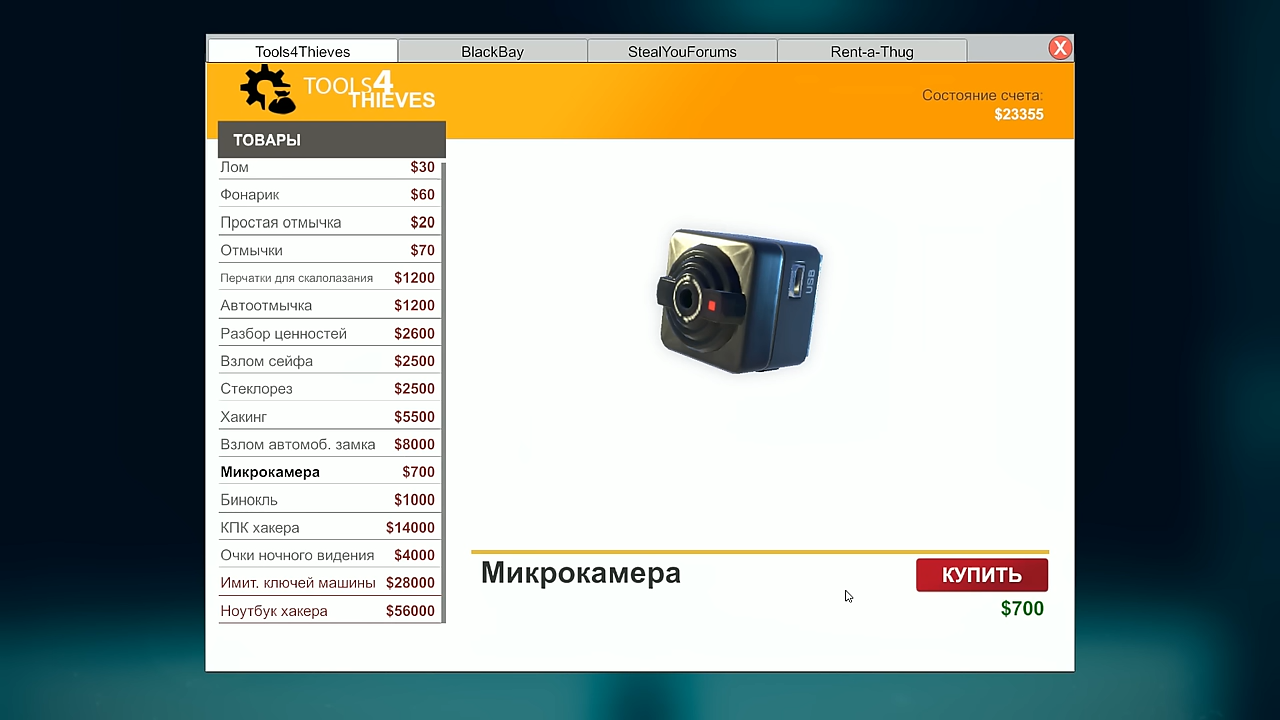 Tools4Thieves
BlackBay
StealYouForums
Rent-a-Thug
X
TOOLS4
THIEVES
Состояние счета:
$23355
ТОВАРЫ
Лом $30
Фонарик $60
Простая отмычка $20
Отмычки $70
Перчатки для скалолазания $1200
Автоотмычка $1200
Разбор ценностей $2600
Взлом сейфа $2500
Стеклорез $2500
Хакинг $5500
Взлом автомоб. замка $8000
Микрокамера $700
Бинокль $1000
КПК хакера $14000
Очки ночного видения $4000
Имит. ключей машины $28000
Ноутбук хакера $56000
USB
Микрокамера
КУПИТЬ
$700